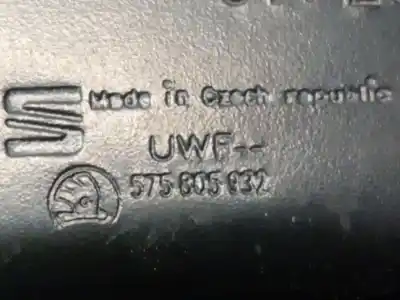 Made in Czech republic
UWF--
575 805 932